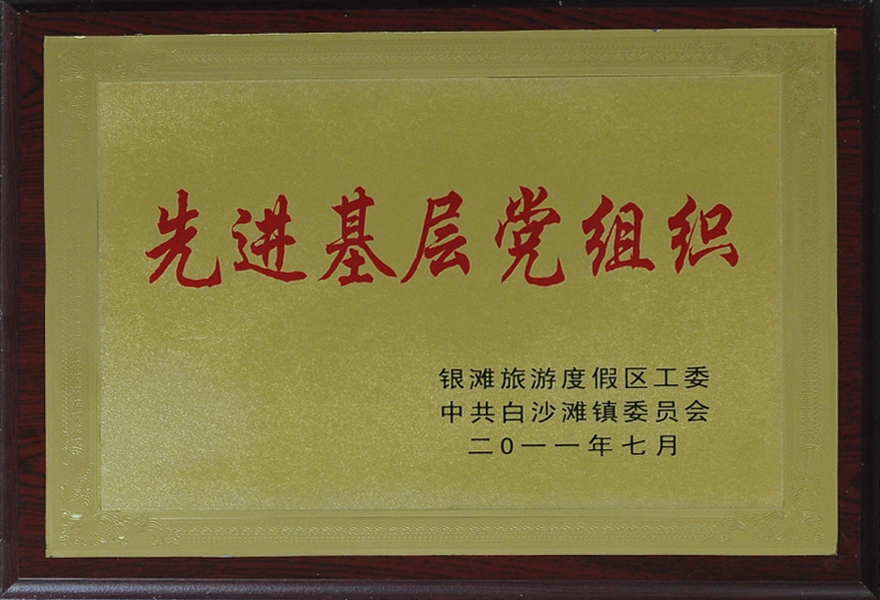 先进基层党组织
银滩旅游度假区工委
中共白沙滩镇委员会
二0一一年七月